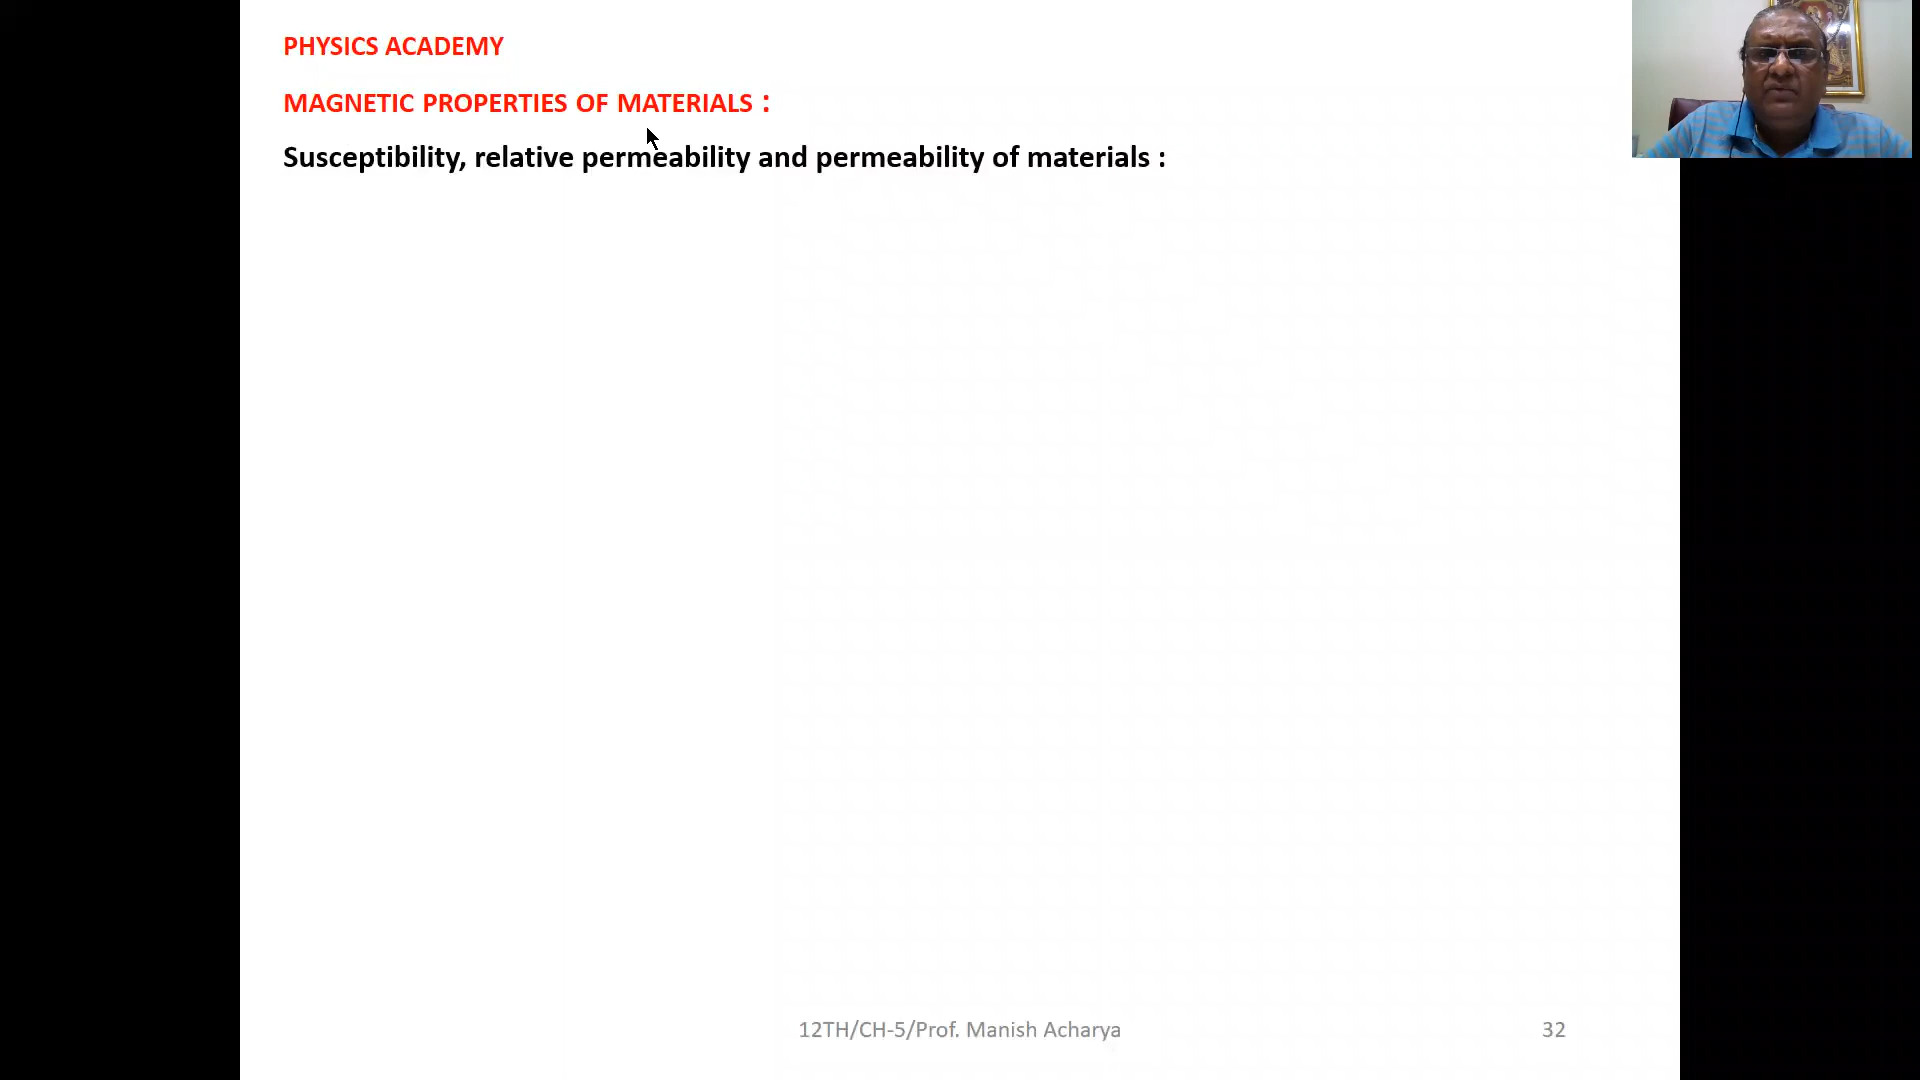 PHYSICS ACADEMY
MAGNETIC PROPERTIES OF MATERIALS :
Susceptibility, relative permeability and permeability of materials :
12TH/CH-5/Prof. Manish Acharya
32